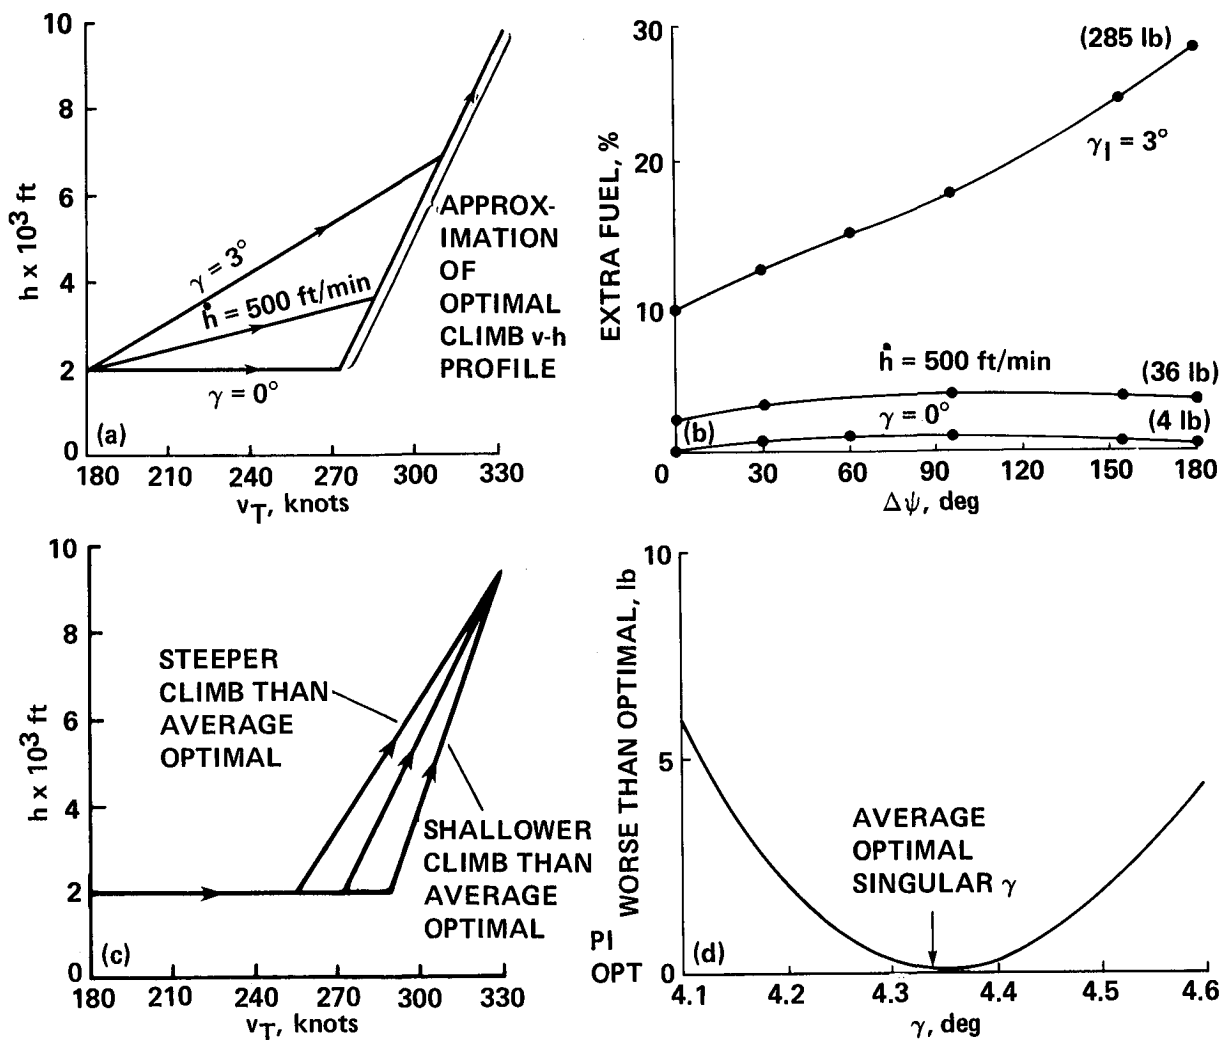 10
8
6
4
2
0
h x 10³ ft
γ = 3°
ḣ = 500 ft/min
γ = 0°
APPROX-
IMATION
OF
OPTIMAL
CLIMB v-h
PROFILE
(a)
180 210 240 270 300 330
vT, knots
30
20
10
0
EXTRA FUEL, %
(285 lb)
γI = 3°
ḣ = 500 ft/min
(36 lb)
γ = 0°
(4 lb)
(b)
30 60 90 120 150 180
Δψ, deg
10
8
6
4
2
0
h x 10³ ft
STEEPER
CLIMB THAN
AVERAGE
OPTIMAL
SHALLOWER
CLIMB THAN
AVERAGE
OPTIMAL
(c)
180 210 240 270 300 330
vT, knots
10
5
0
WORSE THAN OPTIMAL, lb
AVERAGE
OPTIMAL
SINGULAR γ
PI
OPT
(d)
4.1 4.2 4.3 4.4 4.5 4.6
γ, deg